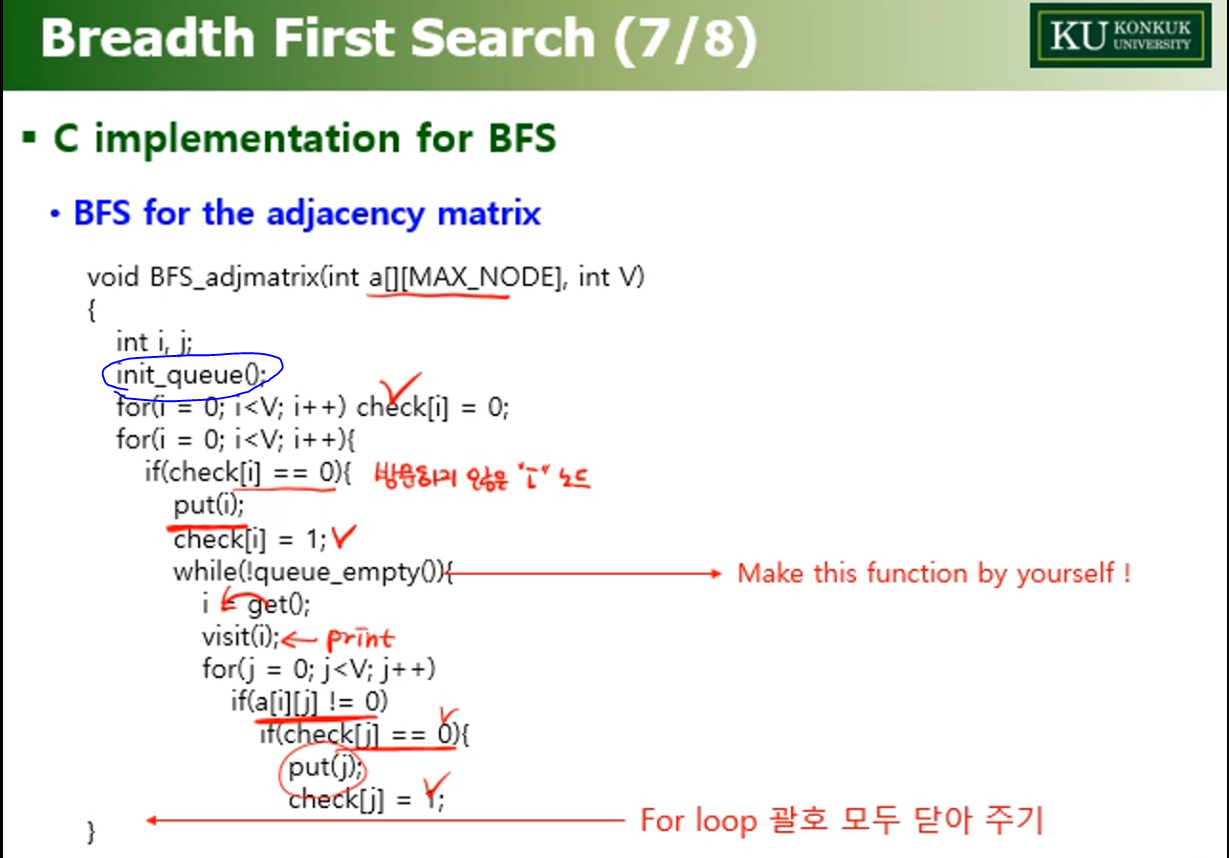 Breadth First Search (7/8)
KU KONKUK UNIVERSITY
▪ C implementation for BFS
• BFS for the adjacency matrix
void BFS_adjmatrix(int a[][MAX_NODE], int V)
{
int i, j;
init_queue();
for(i = 0; i<V; i++) check[i] = 0;
for(i = 0; i<V; i++){
if(check[i] == 0){ 방문하지 않은 "i" 노드
put(i);
check[i] = 1;
while(!queue_empty()){ Make this function by yourself !
i = get();
visit(i); ← print
for(j = 0; j<V; j++)
if(a[i][j] != 0)
if(check[j] == 0){
put(j);
check[j] = 1;
For loop 괄호 모두 닫아 주기
}